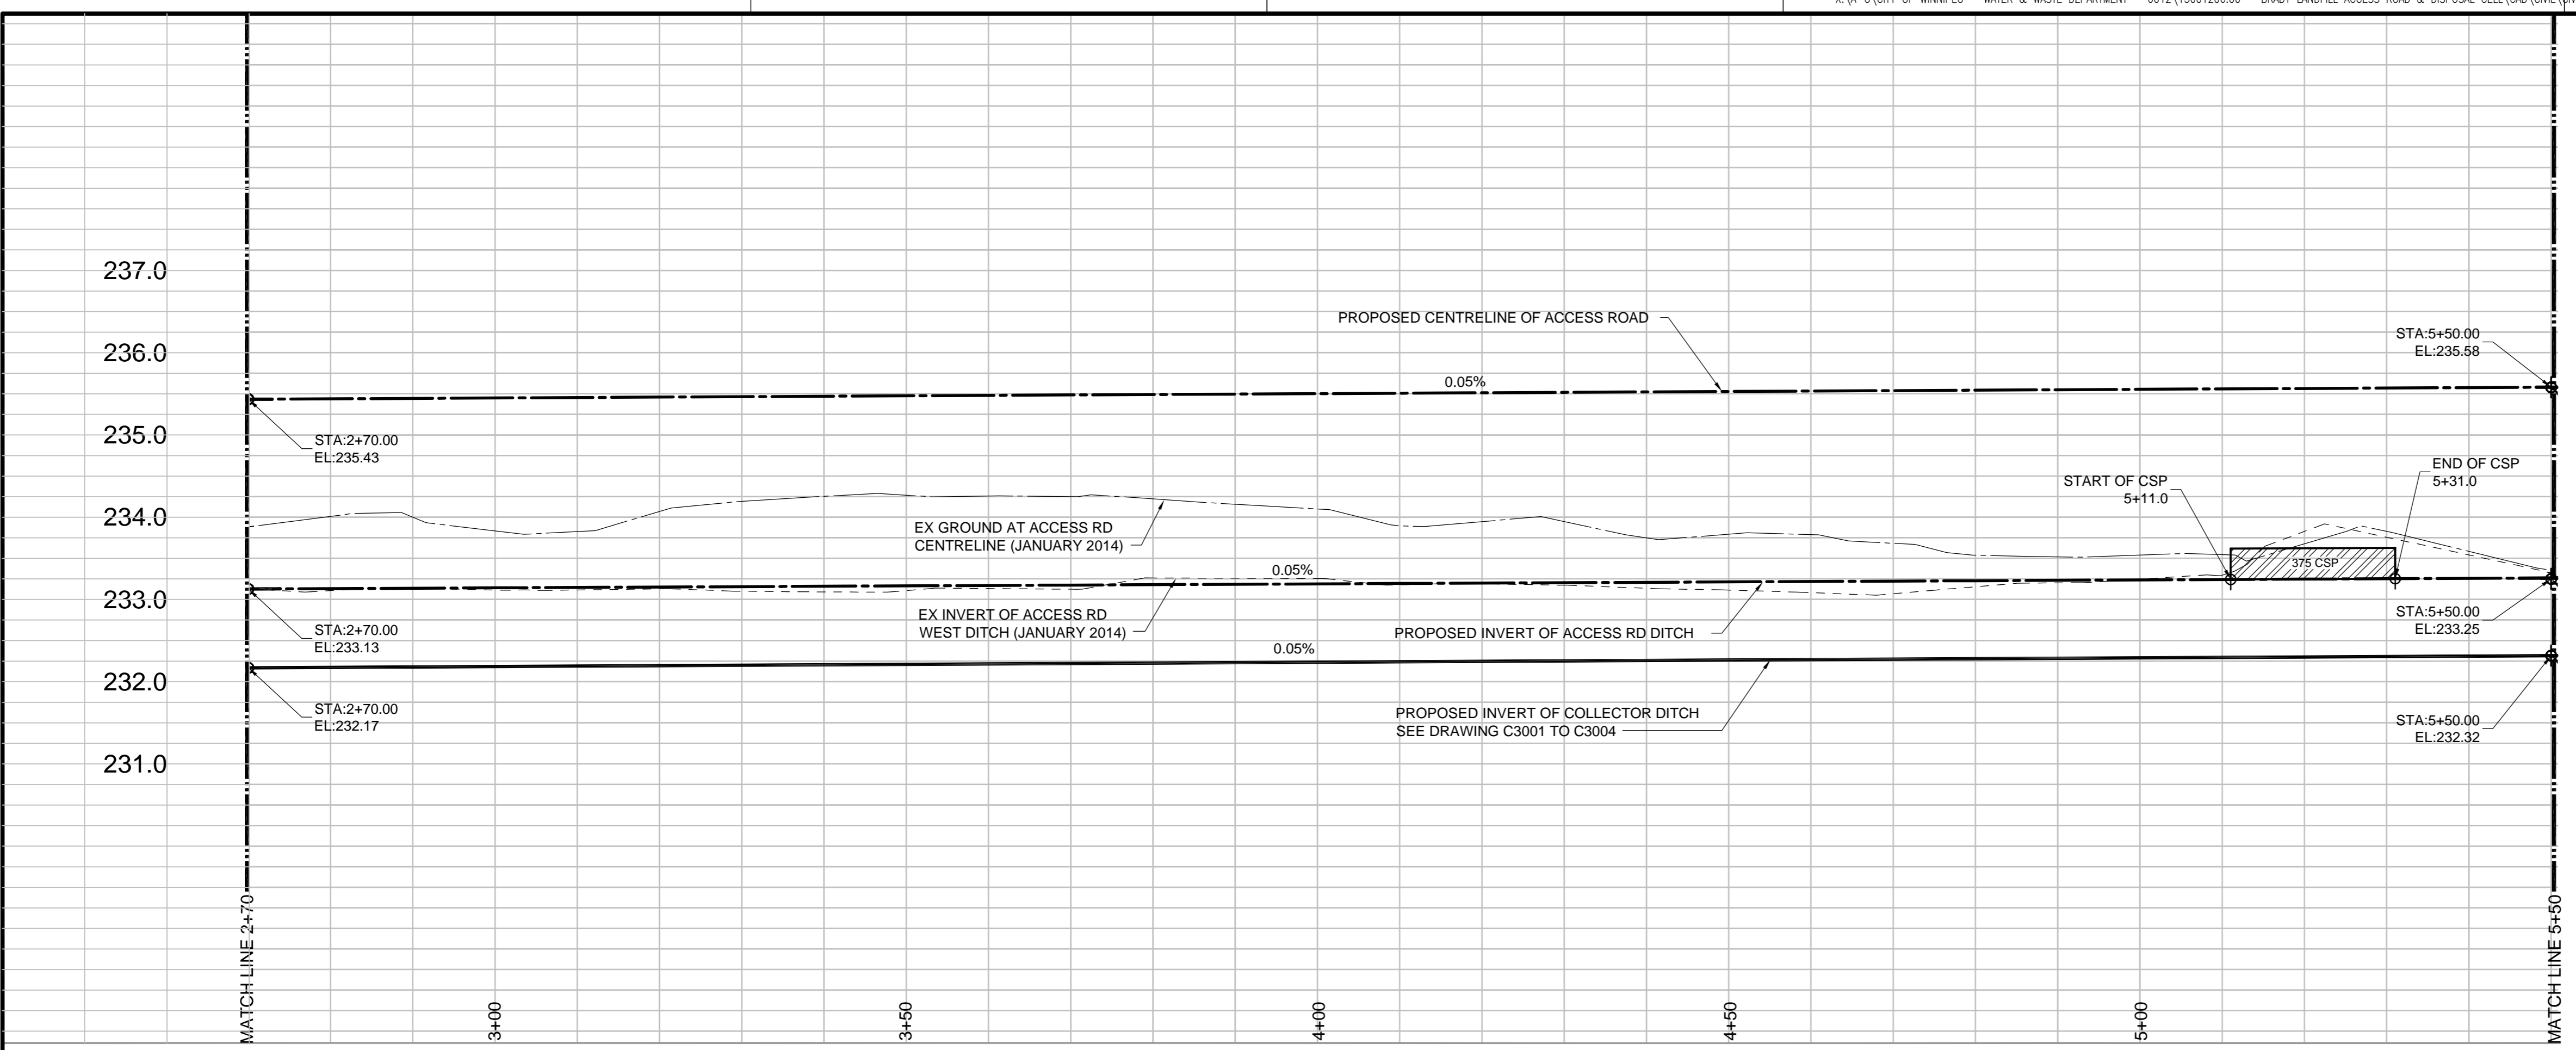 237.0
236.0
235.0
234.0
233.0
232.0
231.0
PROPOSED CENTRELINE OF ACCESS ROAD
STA:5+50.00
EL:235.58
0.05%
STA:2+70.00
EL:235.43
END OF CSP
5+31.0
START OF CSP
5+11.0
EX GROUND AT ACCESS RD
CENTRELINE (JANUARY 2014)
375 CSP
0.05%
EX INVERT OF ACCESS RD
WEST DITCH (JANUARY 2014)
PROPOSED INVERT OF ACCESS RD DITCH
STA:5+50.00
EL:233.25
STA:2+70.00
EL:233.13
0.05%
STA:2+70.00
EL:232.17
PROPOSED INVERT OF COLLECTOR DITCH
SEE DRAWING C3001 TO C3004
STA:5+50.00
EL:232.32
MATCH LINE 2+70
3+00
3+50
4+00
4+50
5+00
MATCH LINE 5+50